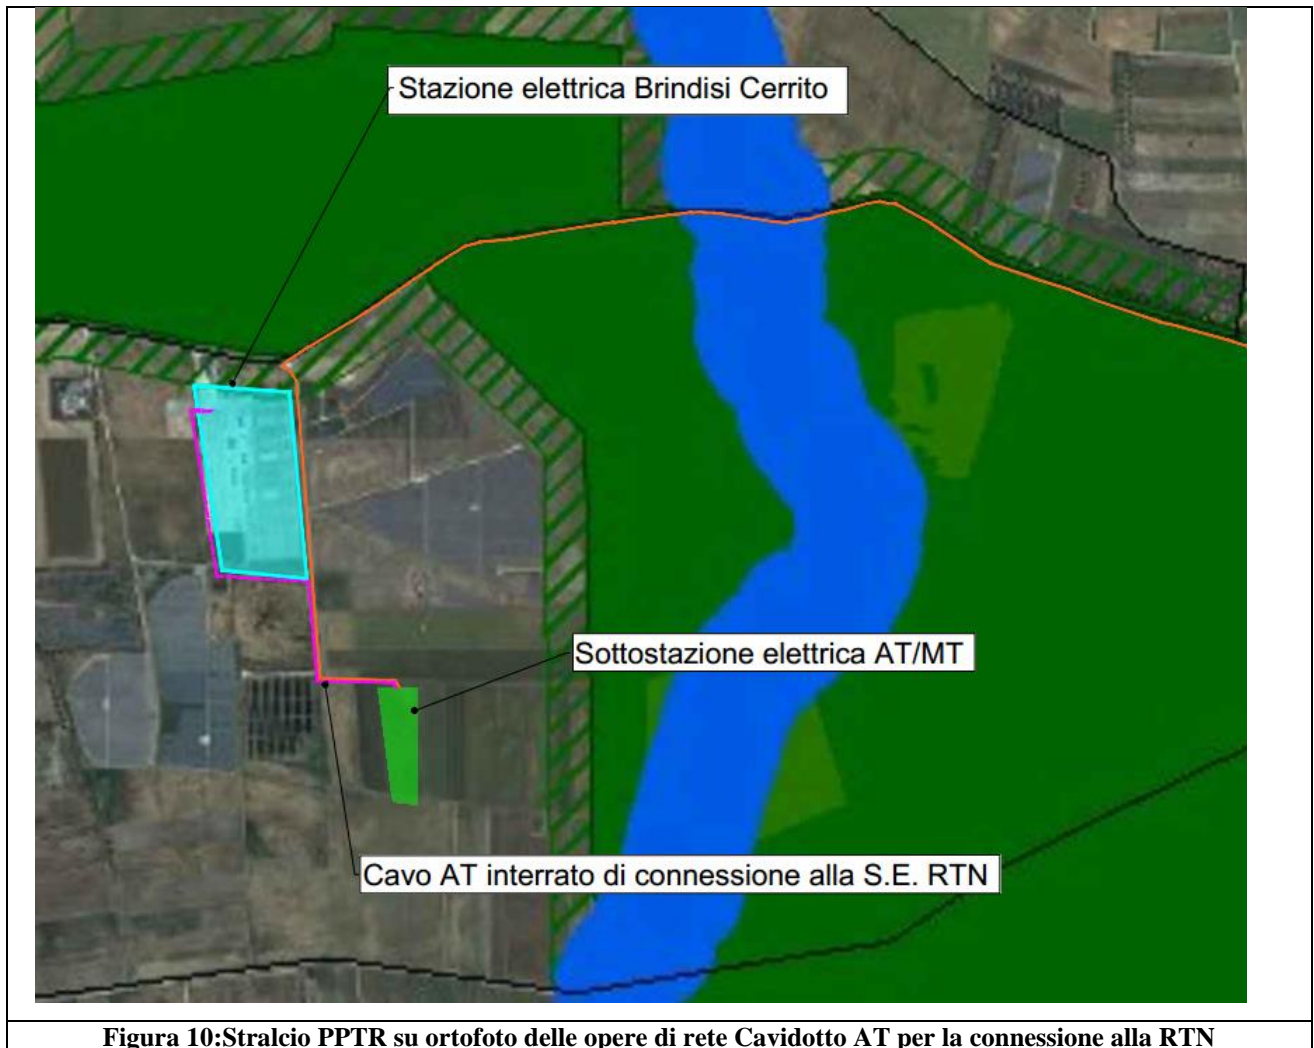 Stazione elettrica Brindisi Cerrito
Sottostazione elettrica AT/MT
Cavo AT interrato di connessione alla S.E. RTN
Figura 10:Stralcio PPTR su ortofoto delle opere di rete Cavidotto AT per la connessione alla RTN